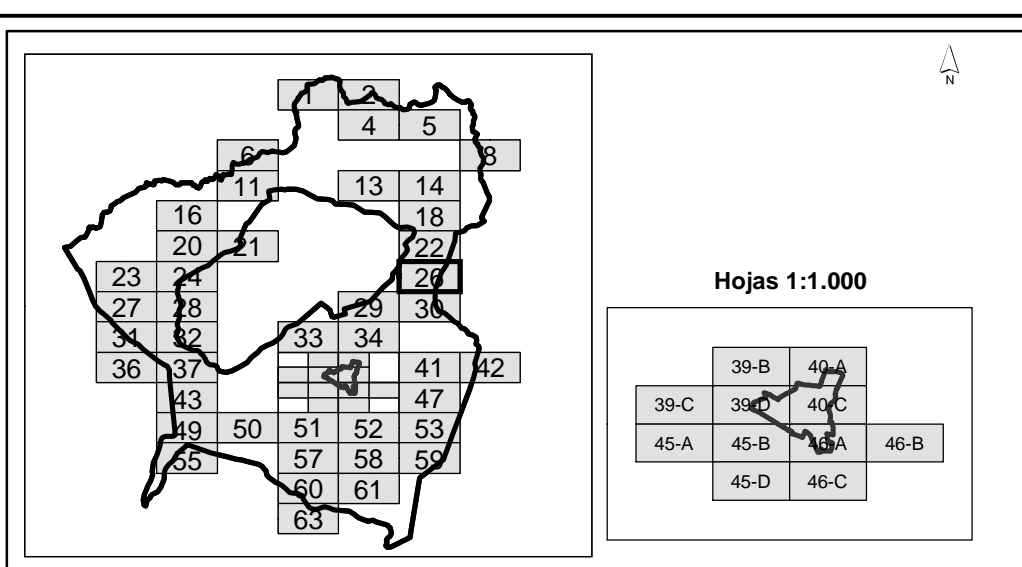 N
1 2
4 5
6 8
11 13 14
16 18
20 21 22
23 24 26
27 28 29 30
31 32 33 34
36 37 41 42
43 47
49 50 51 52 53
55 57 58 59
60 61
63
Hojas 1:1.000
39-B 40-A
39-C 39-D 40-C
45-A 45-B 46-A 46-B
45-D 46-C